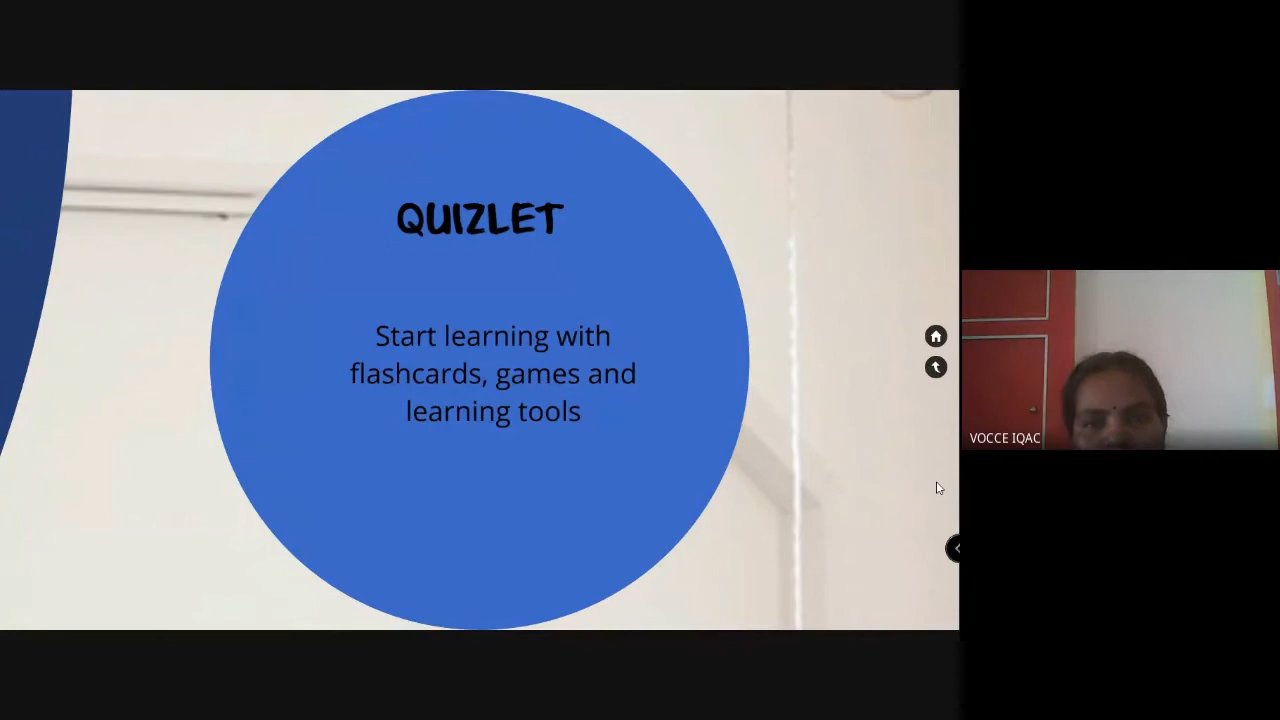 QUIZLET
Start learning with
flashcards, games and
learning tools
VOCCE IQAC